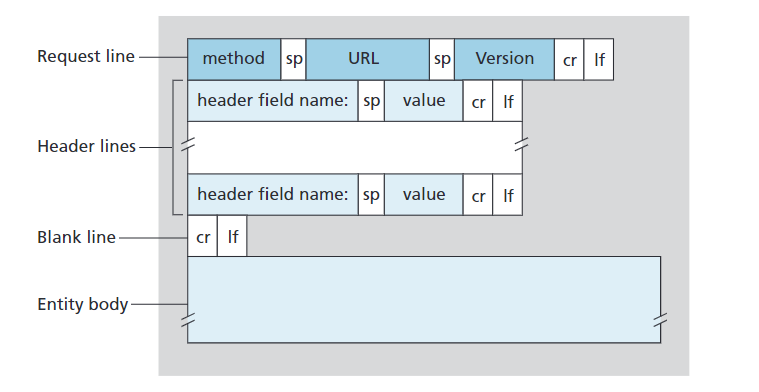 Request line method sp URL sp Version cr lf
header field name: sp value cr lf
Header lines
header field name: sp value cr lf
Blank line cr lf
Entity body